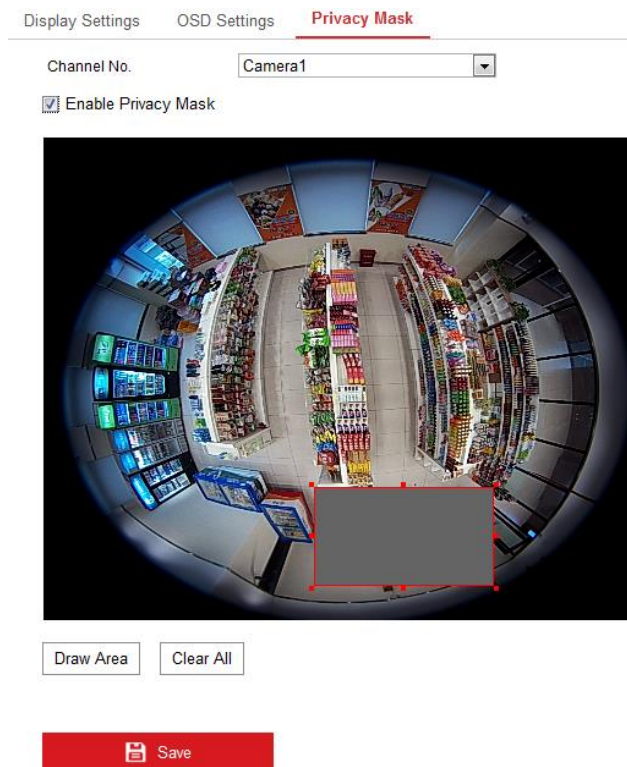 Display Settings OSD Settings Privacy Mask
Channel No. Camera1
Enable Privacy Mask
Draw Area Clear All
Save